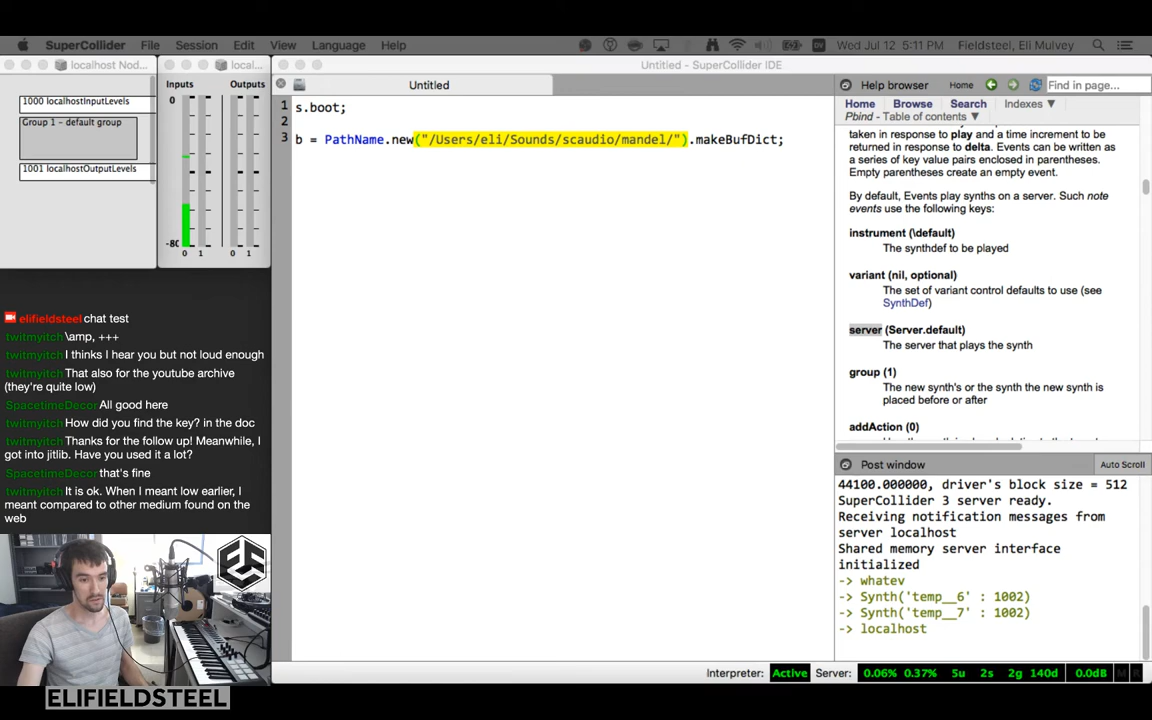 SuperCollider File Session Edit View Language Help Wed Jul 12 5:11 PM Fieldsteel, Eli Mulvey
localhost Nod...
1000 localhostInputLevels
Group 1 - default group
1001 localhostOutputLevels
local...
Inputs Outputs
0
-80
0 1 0 1
Untitled - SuperCollider IDE
Untitled
1 s.boot;
2
3 b = PathName.new("/Users/eli/Sounds/scaudio/mandel/").makeBufDict;
Help browser Home Find in page...
Home Browse Search Indexes ▼
Pbind - Table of contents ▼
taken in response to play and a time increment to be
returned in response to delta. Events can be written as
a series of key value pairs enclosed in parentheses.
Empty parentheses create an empty event.
By default, Events play synths on a server. Such note
events use the following keys:
instrument (\default)
The synthdef to be played
variant (nil, optional)
The set of variant control defaults to use (see
SynthDef)
server (Server.default)
The server that plays the synth
group (1)
The new synth's or the synth the new synth is
placed before or after
addAction (0)
Post window Auto Scroll
44100.000000, driver's block size = 512
SuperCollider 3 server ready.
Receiving notification messages from
server localhost
Shared memory server interface
initialized
-> whatev
-> Synth('temp__6' : 1002)
-> Synth('temp__7' : 1002)
-> localhost
Interpreter: Active Server: 0.06% 0.37% 5u 2s 2g 140d 0.0dB M R
elifieldsteel chat test
twitmyitch \amp, +++
twitmyitch I thinks I hear you but not loud enough
twitmyitch That also for the youtube archive
(they're quite low)
SpacetimeDecor All good here
twitmyitch How did you find the key? in the doc
twitmyitch Thanks for the follow up! Meanwhile, I
got into jitlib. Have you used it a lot?
SpacetimeDecor that's fine
twitmyitch It is ok. When I meant low earlier, I
meant compared to other medium found on the
web
ELIFIELDSTEEL